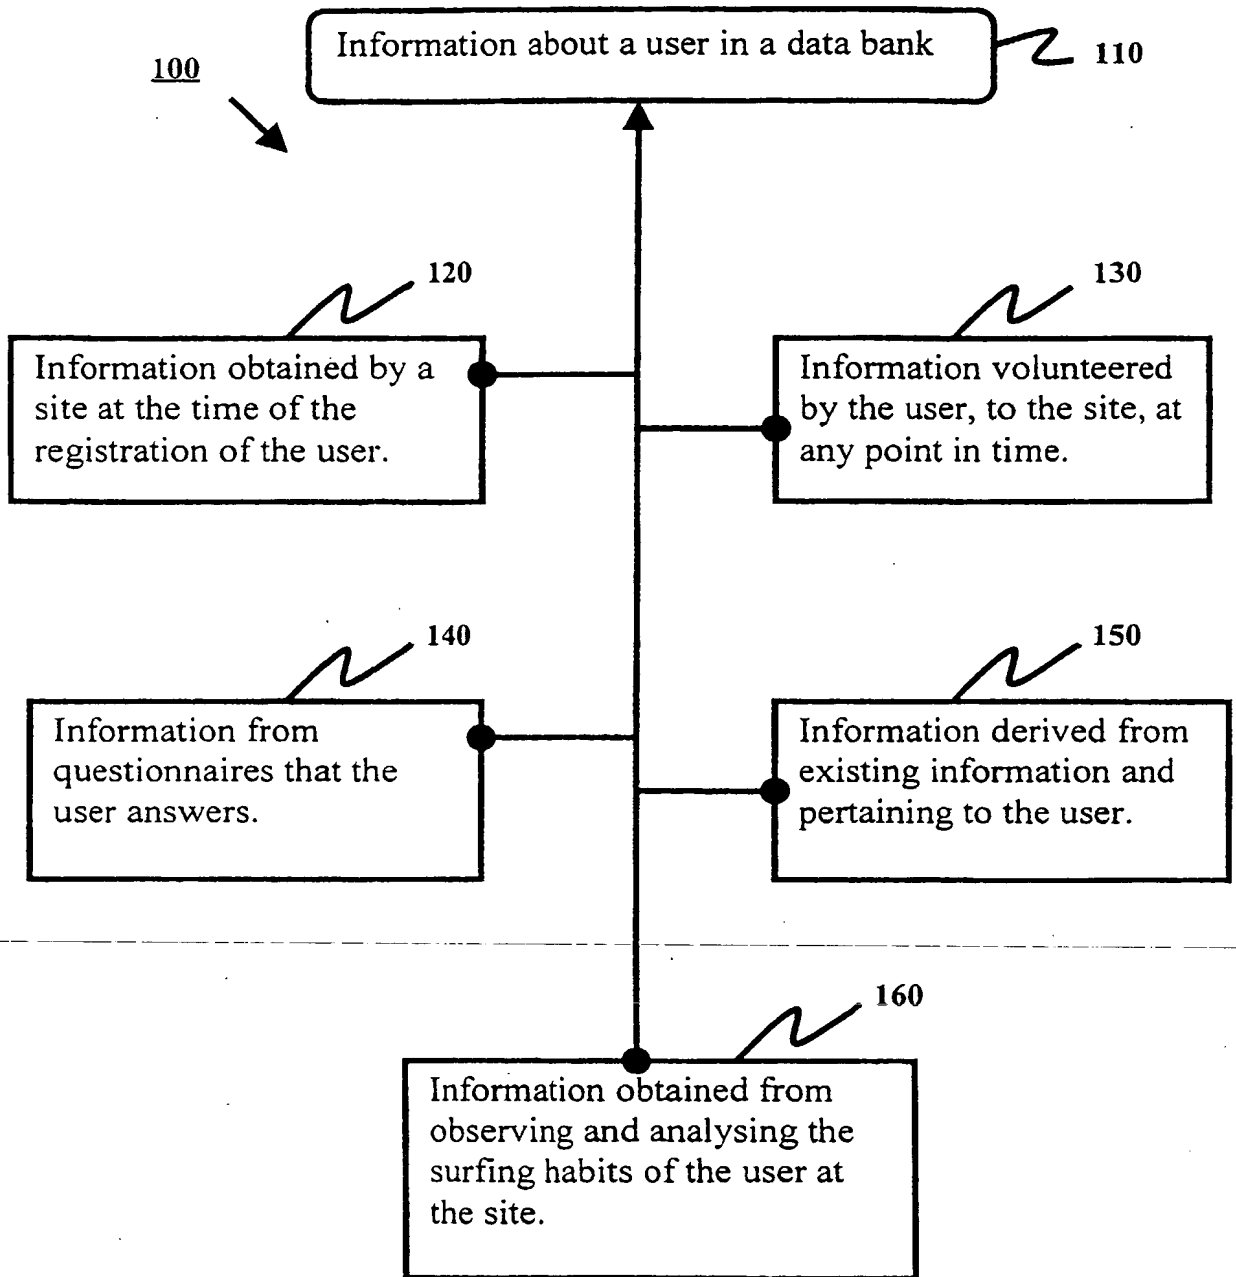 Information about a user in a data bank
110
100
120
130
Information obtained by a
site at the time of the
registration of the user.
Information volunteered
by the user, to the site, at
any point in time.
140
150
Information from
questionnaires that the
user answers.
Information derived from
existing information and
pertaining to the user.
160
Information obtained from
observing and analysing the
surfing habits of the user at
the site.